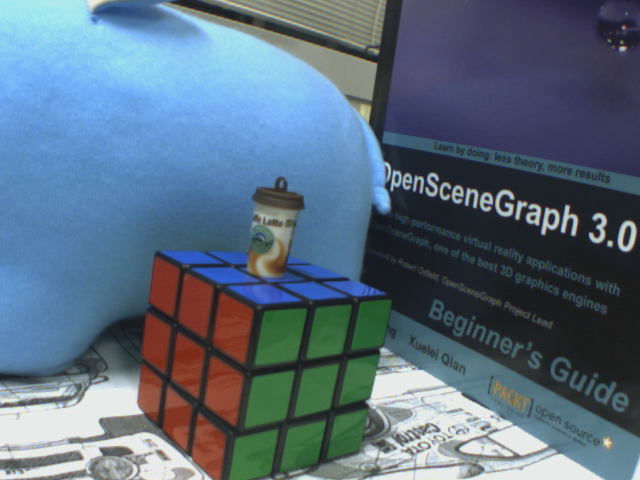 Learn by doing: less theory, more results
OpenSceneGraph 3.0
high-performance virtual reality applications with
OpenSceneGraph, one of the best 3D graphics engines
by Robert Osfield, OpenSceneGraph Project Lead
Beginner's Guide
Xuelei Qian
[PACKT] open source
Latte
TOYOTA
Control